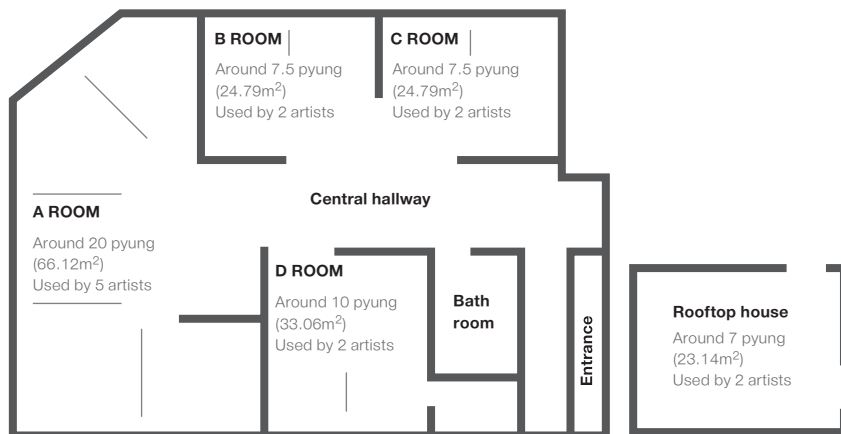 B ROOM
Around 7.5 pyung
(24.79m²)
Used by 2 artists
C ROOM
Around 7.5 pyung
(24.79m²)
Used by 2 artists
Central hallway
A ROOM
Around 20 pyung
(66.12m²)
Used by 5 artists
D ROOM
Around 10 pyung
(33.06m²)
Used by 2 artists
Bath
room
Entrance
Rooftop house
Around 7 pyung
(23.14m²)
Used by 2 artists